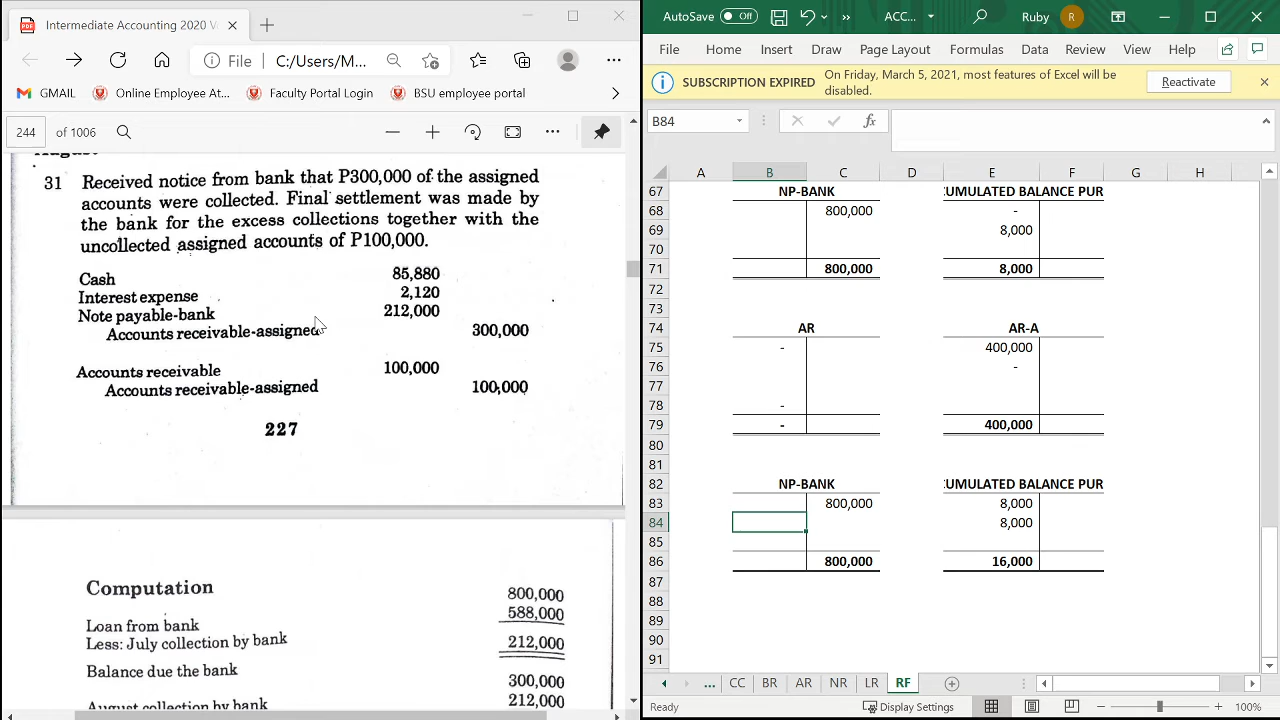 Intermediate Accounting 2020 V
File C:/Users/M...
GMAIL Online Employee At... Faculty Portal Login BSU employee portal
244 of 1006
August
31 Received notice from bank that P300,000 of the assigned
accounts were collected. Final settlement was made by
the bank for the excess collections together with the
uncollected assigned accounts of P100,000.
Cash 85,880
Interest expense 2,120
Note payable-bank 212,000
Accounts receivable-assigned 300,000
Accounts receivable 100,000
Accounts receivable-assigned 100,000
227
Computation
Loan from bank 800,000
Less: July collection by bank 588,000
Balance due the bank 212,000
August collection by bank 300,000
212,000
AutoSave Off ACC... Ruby R
File Home Insert Draw Page Layout Formulas Data Review View Help
SUBSCRIPTION EXPIRED On Friday, March 5, 2021, most features of Excel will be
disabled. Reactivate
B84 fx
A B C D E F G H
67 NP-BANK CUMULATED BALANCE PUR
68 800,000 -
69 8,000
70
71 800,000 8,000
72
73
74 AR AR-A
75 - 400,000
76 -
77
78 -
79 - 400,000
80
81
82 NP-BANK CUMULATED BALANCE PUR
83 800,000 8,000
84 8,000
85
86 800,000 16,000
87
88
89
90
91
... CC BR AR NR LR RF
Ready Display Settings 100%